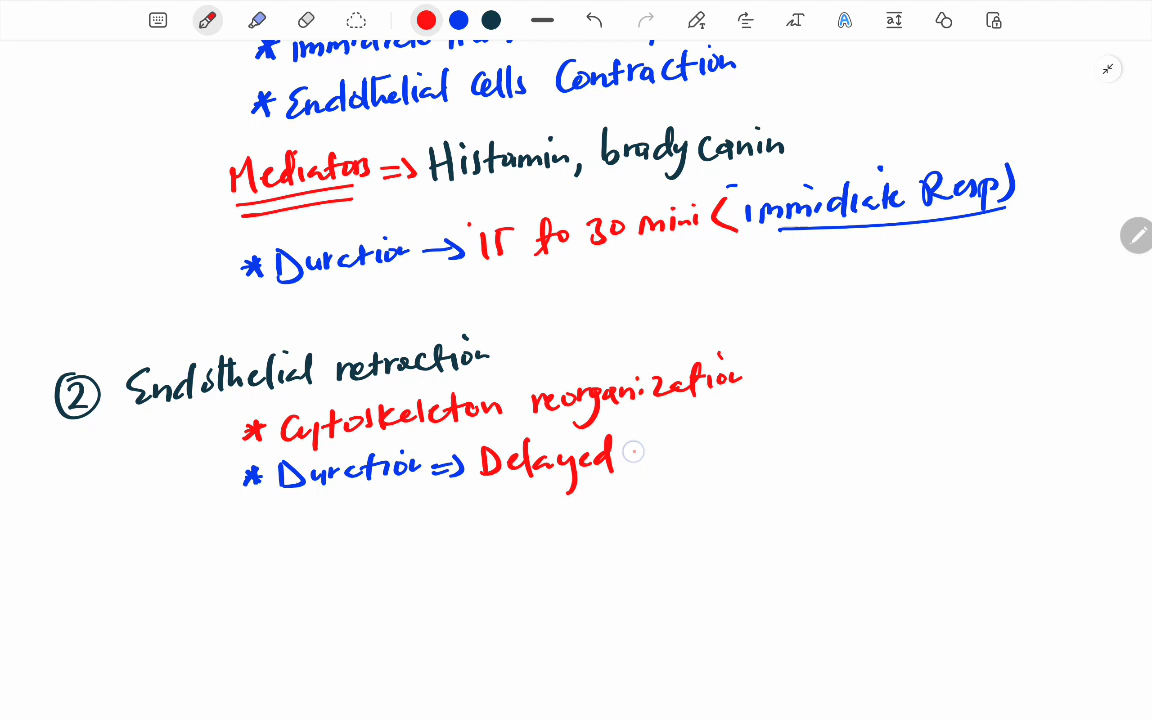 * Immidiate
* Endothelial Cells Contraction
Mediators => Histamin, bradycanin
* Duration → 15 to 30 mini (immidiate Resp)
② Endothelial retraction
* Cytoskeleton reorganization
* Duration => Delayed